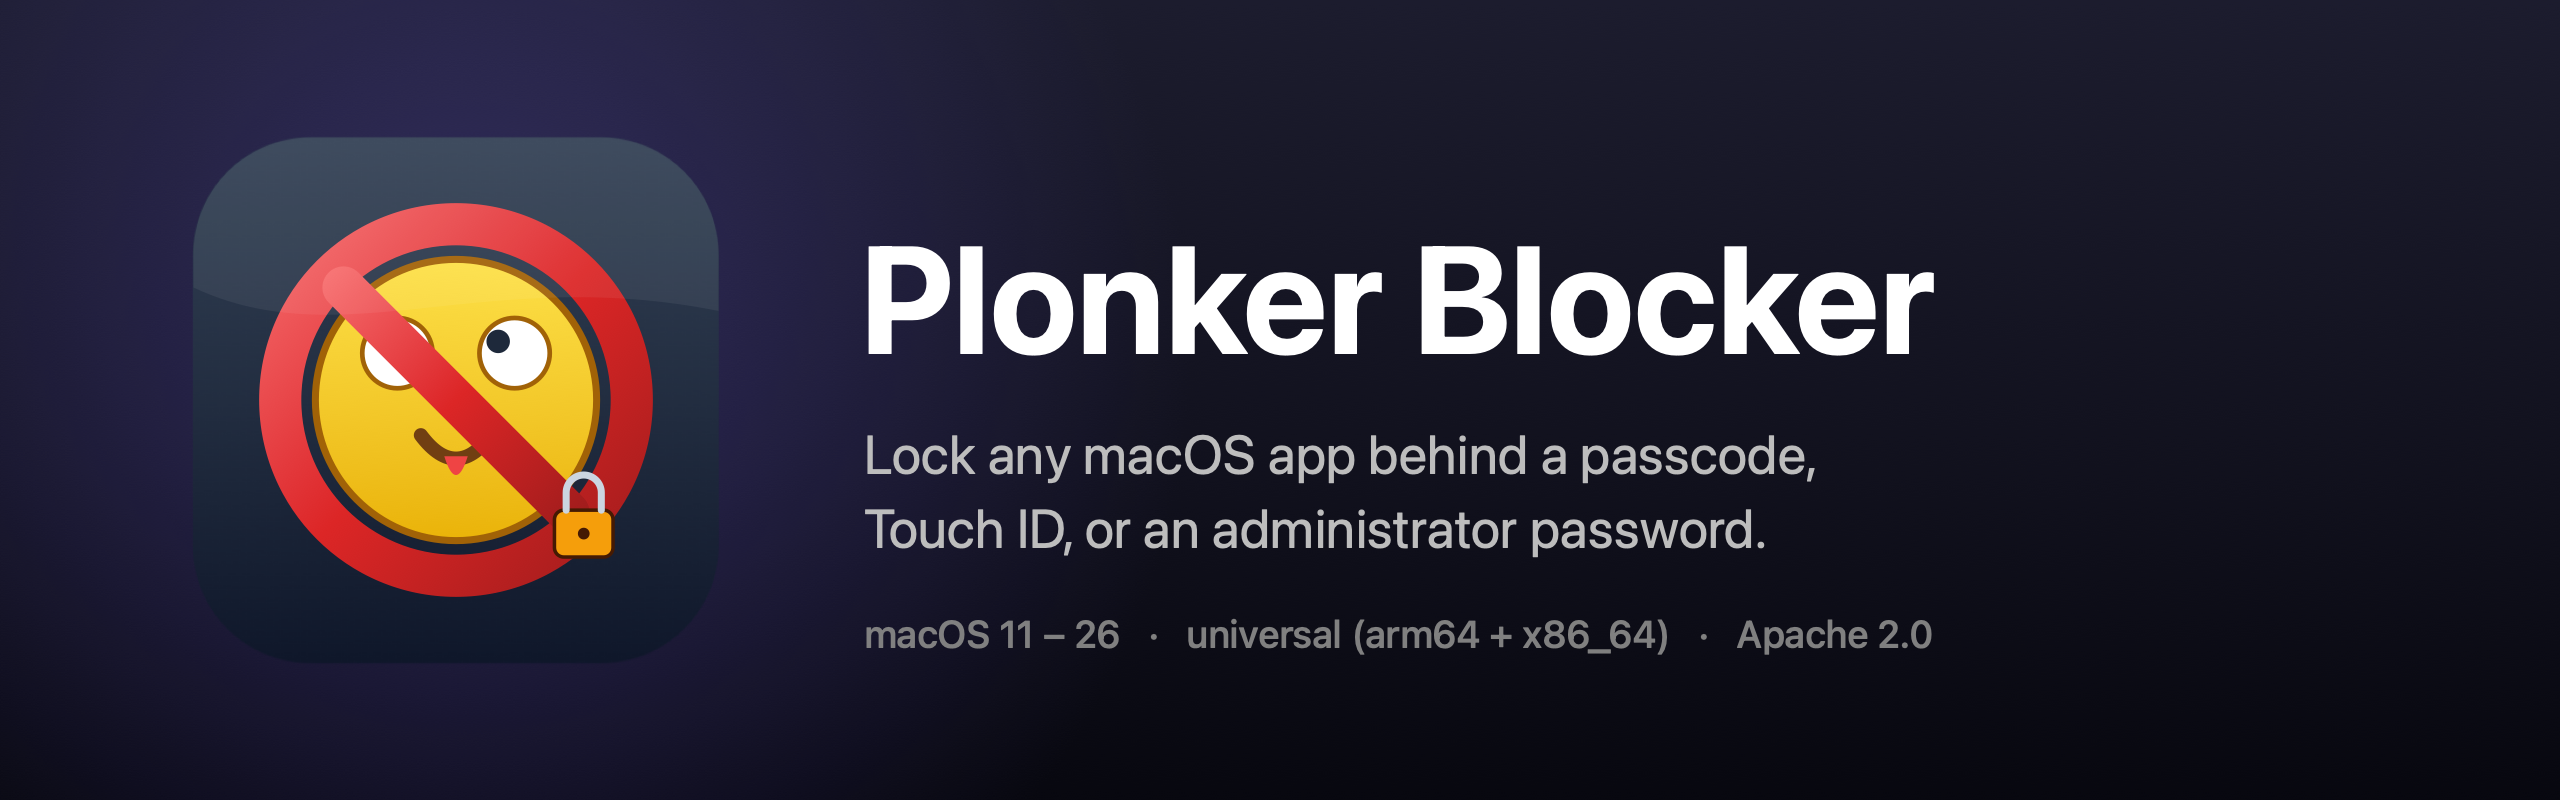 Plonker Blocker
Lock any macOS app behind a passcode,
Touch ID, or an administrator password.
macOS 11 – 26 · universal (arm64 + x86_64) · Apache 2.0